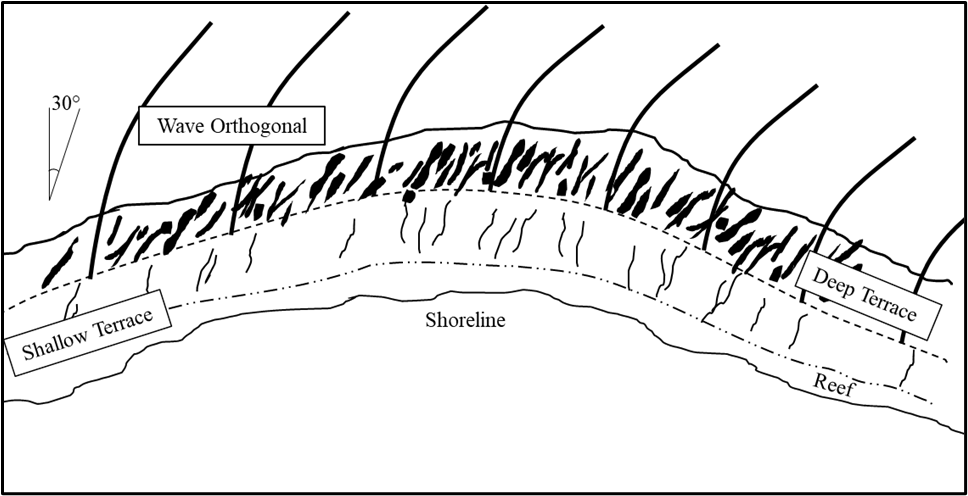 30°
Wave Orthogonal
Deep Terrace
Shallow Terrace
Shoreline
Reef